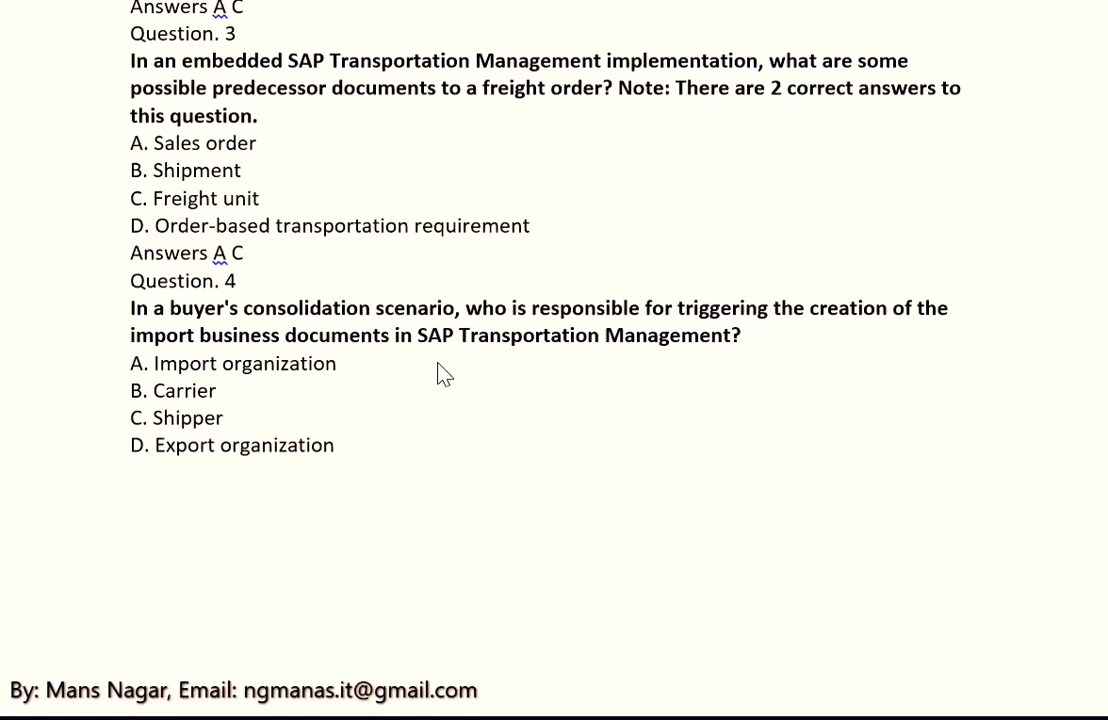 Answers A C
Question. 3
In an embedded SAP Transportation Management implementation, what are some
possible predecessor documents to a freight order? Note: There are 2 correct answers to
this question.
A. Sales order
B. Shipment
C. Freight unit
D. Order-based transportation requirement
Answers A C
Question. 4
In a buyer's consolidation scenario, who is responsible for triggering the creation of the
import business documents in SAP Transportation Management?
A. Import organization
B. Carrier
C. Shipper
D. Export organization
By: Mans Nagar, Email: ngmanas.it@gmail.com